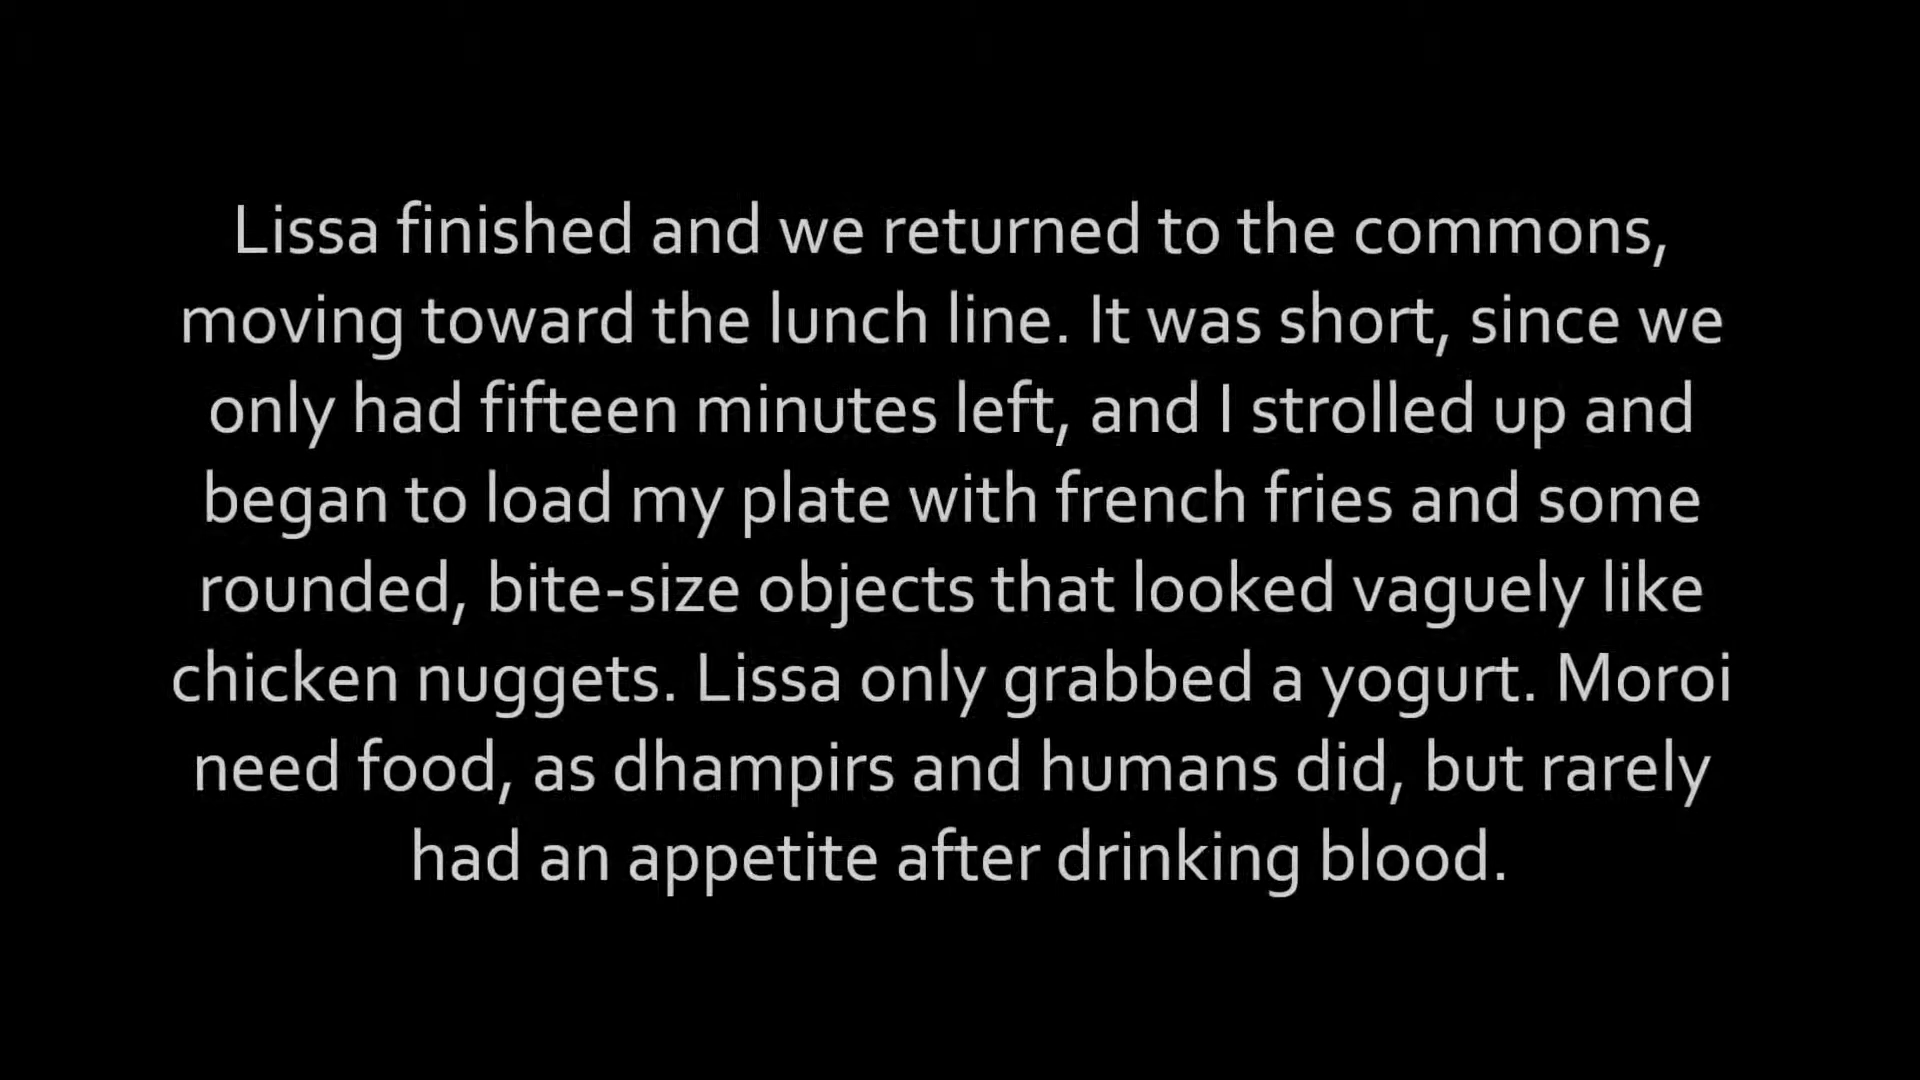 Lissa finished and we returned to the commons,
moving toward the lunch line. It was short, since we
only had fifteen minutes left, and I strolled up and
began to load my plate with french fries and some
rounded, bite-size objects that looked vaguely like
chicken nuggets. Lissa only grabbed a yogurt. Moroi
need food, as dhampirs and humans did, but rarely
had an appetite after drinking blood.